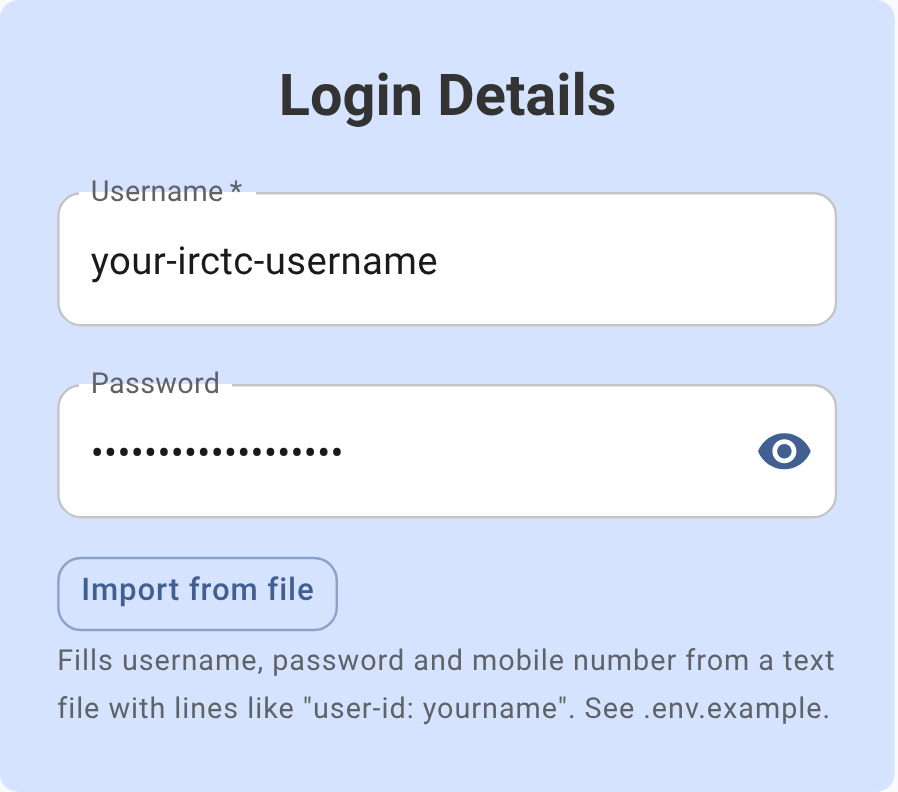 Login Details
Username *
your-irctc-username
Password
•••••••••••••••••••
Import from file
Fills username, password and mobile number from a text
file with lines like "user-id: yourname". See .env.example.